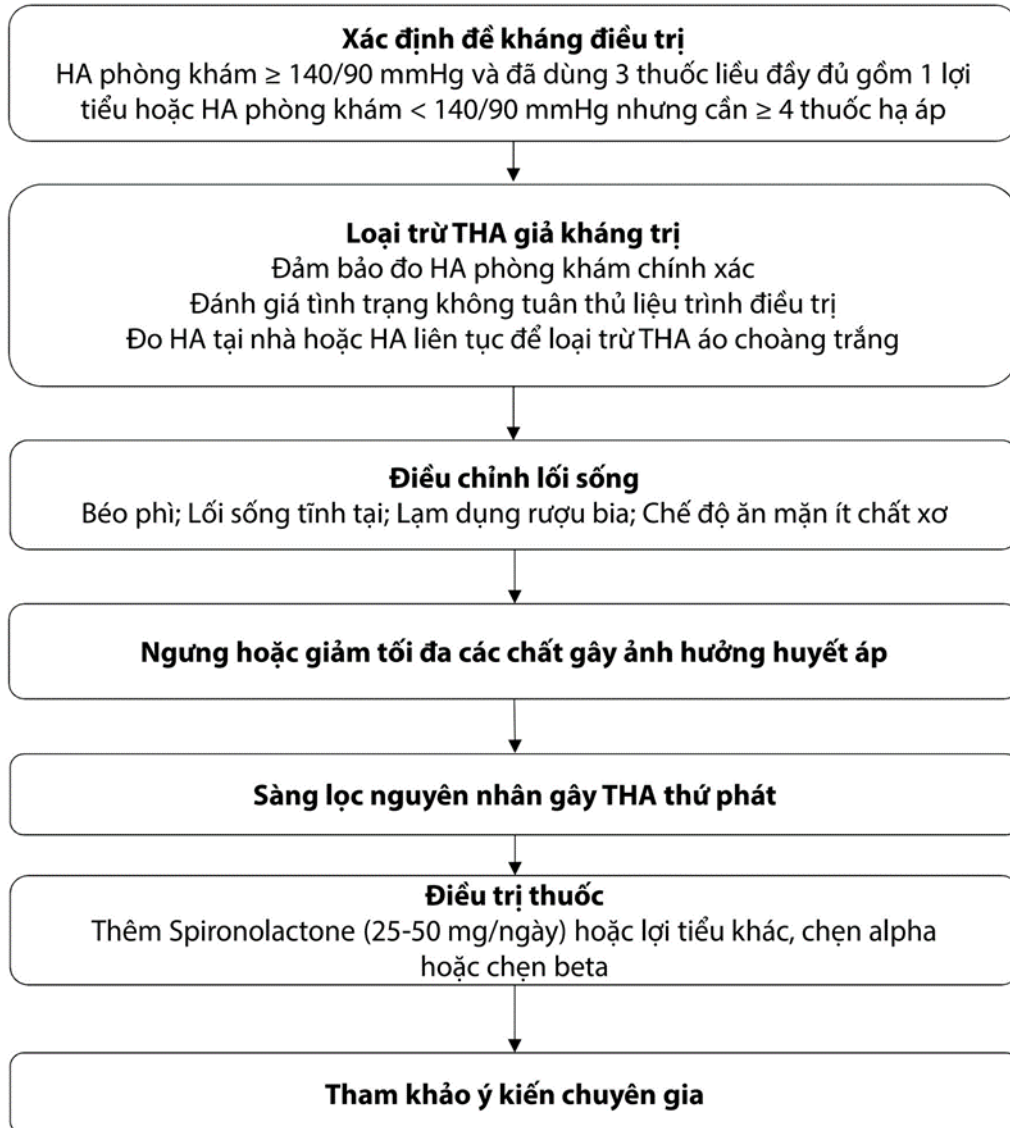 Xác định đề kháng điều trị
HA phòng khám ≥ 140/90 mmHg và đã dùng 3 thuốc liều đầy đủ gồm 1 lợi
tiểu hoặc HA phòng khám < 140/90 mmHg nhưng cần ≥ 4 thuốc hạ áp
Loại trừ THA giả kháng trị
Đảm bảo đo HA phòng khám chính xác
Đánh giá tình trạng không tuân thủ liệu trình điều trị
Đo HA tại nhà hoặc HA liên tục để loại trừ THA áo choàng trắng
Điều chỉnh lối sống
Béo phì; Lối sống tĩnh tại; Lạm dụng rượu bia; Chế độ ăn mặn ít chất xơ
Ngưng hoặc giảm tối đa các chất gây ảnh hưởng huyết áp
Sàng lọc nguyên nhân gây THA thứ phát
Điều trị thuốc
Thêm Spironolactone (25-50 mg/ngày) hoặc lợi tiểu khác, chẹn alpha
hoặc chẹn beta
Tham khảo ý kiến chuyên gia